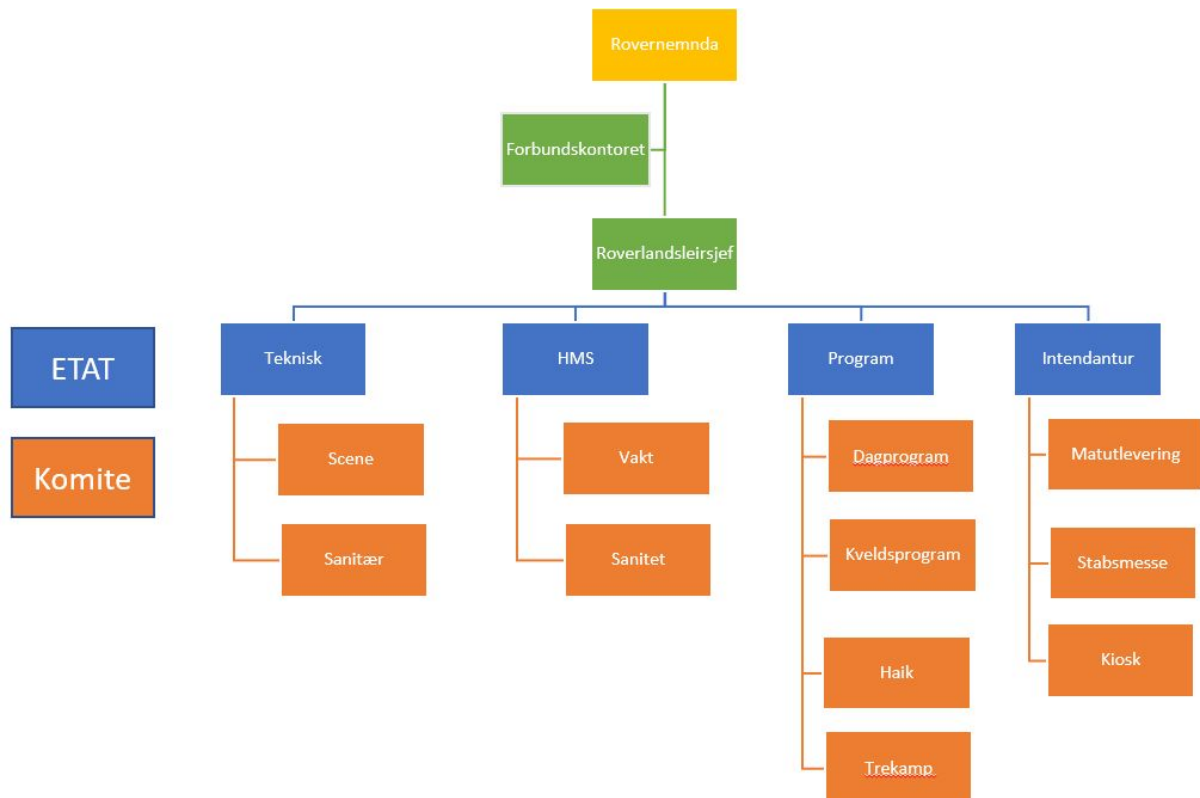 Rovernemnda
Forbundskontoret
Roverlandsleirsjef
ETAT
Komite
Teknisk
HMS
Program
Intendantur
Scene
Vakt
Dagprogram
Matutlevering
Sanitær
Sanitet
Kveldsprogram
Stabsmesse
Haik
Kiosk
Trekamp